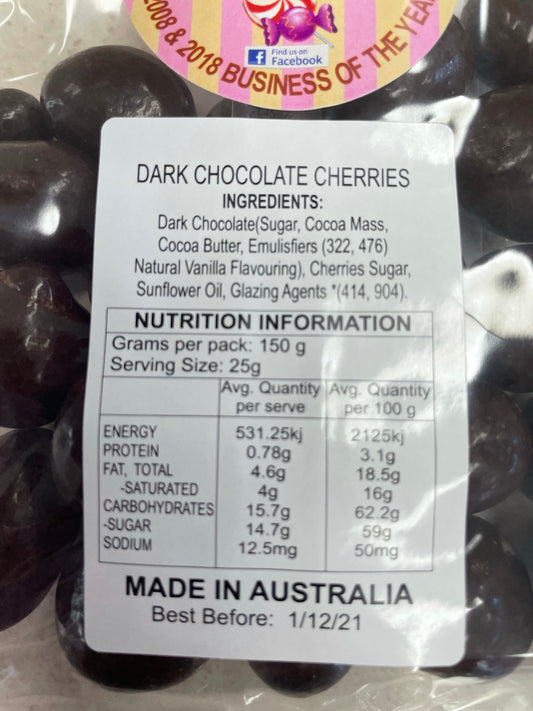 2008 & 2018 BUSINESS OF THE YEAR
f Find us on
Facebook
DARK CHOCOLATE CHERRIES
INGREDIENTS:
Dark Chocolate(Sugar, Cocoa Mass,
Cocoa Butter, Emulisfiers (322, 476)
Natural Vanilla Flavouring), Cherries Sugar,
Sunflower Oil, Glazing Agents *(414, 904).
NUTRITION INFORMATION
Grams per pack: 150 g
Serving Size: 25g
Avg. Quantity per serve Avg. Quantity per 100 g
ENERGY 531.25kj 2125kj
PROTEIN 0.78g 3.1g
FAT, TOTAL 4.6g 18.5g
-SATURATED 4g 16g
CARBOHYDRATES 15.7g 62.2g
-SUGAR 14.7g 59g
SODIUM 12.5mg 50mg
MADE IN AUSTRALIA
Best Before: 1/12/21